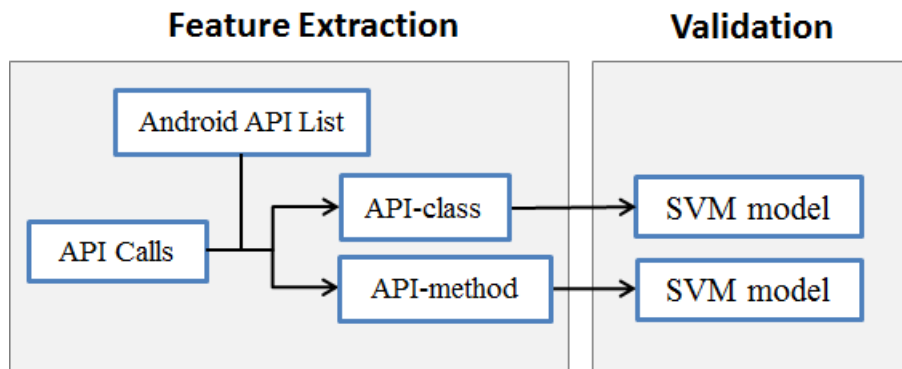 Feature Extraction
Validation
Android API List
API Calls
API-class
API-method
SVM model
SVM model